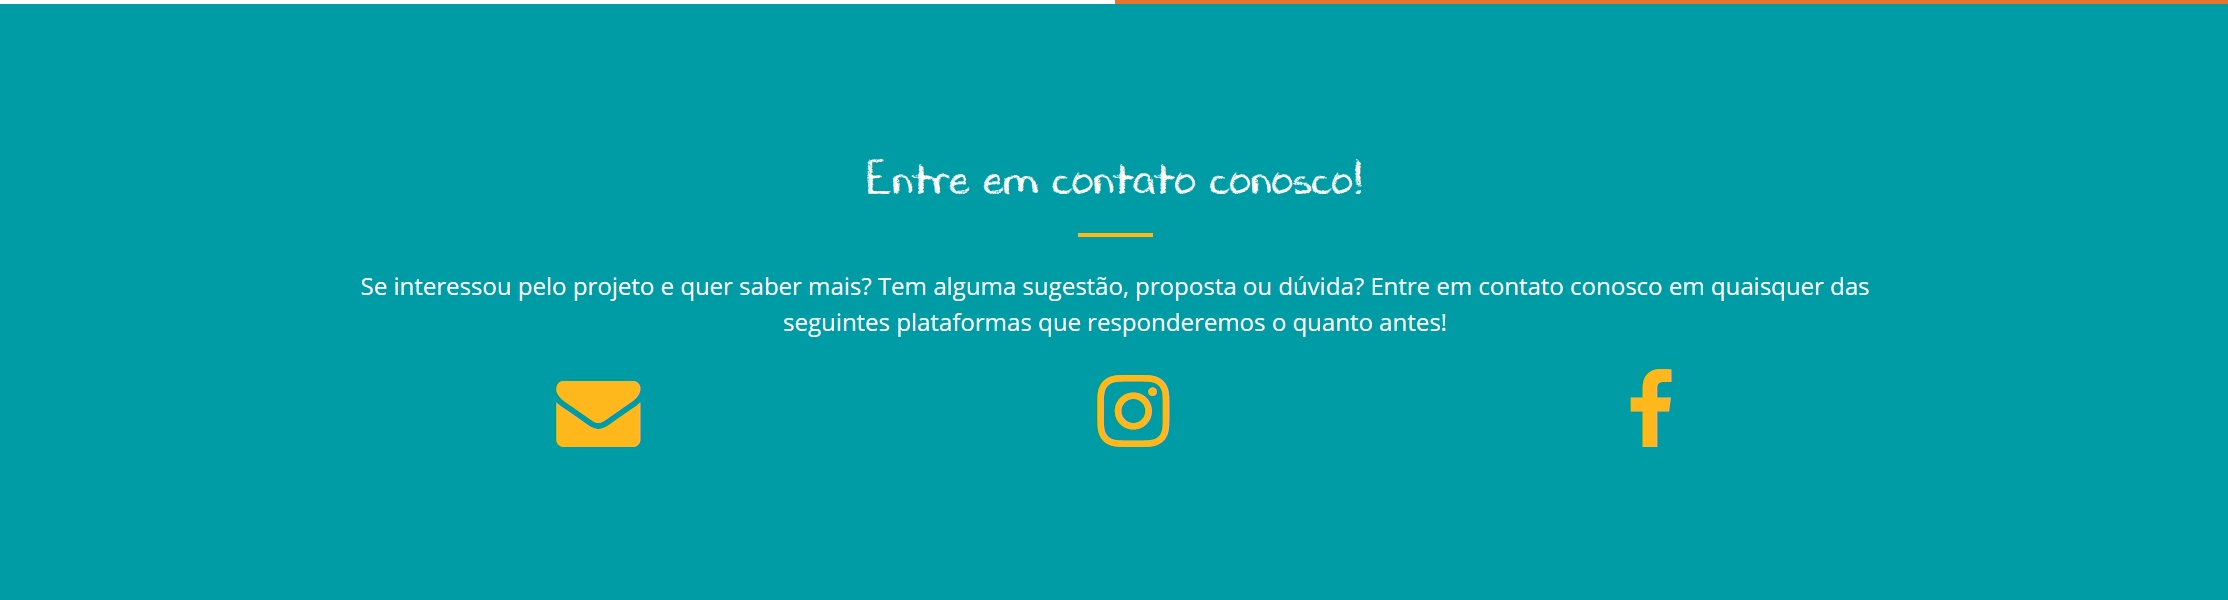 Entre em contato conosco!
Se interessou pelo projeto e quer saber mais? Tem alguma sugestão, proposta ou dúvida? Entre em contato conosco em quaisquer das
seguintes plataformas que responderemos o quanto antes!